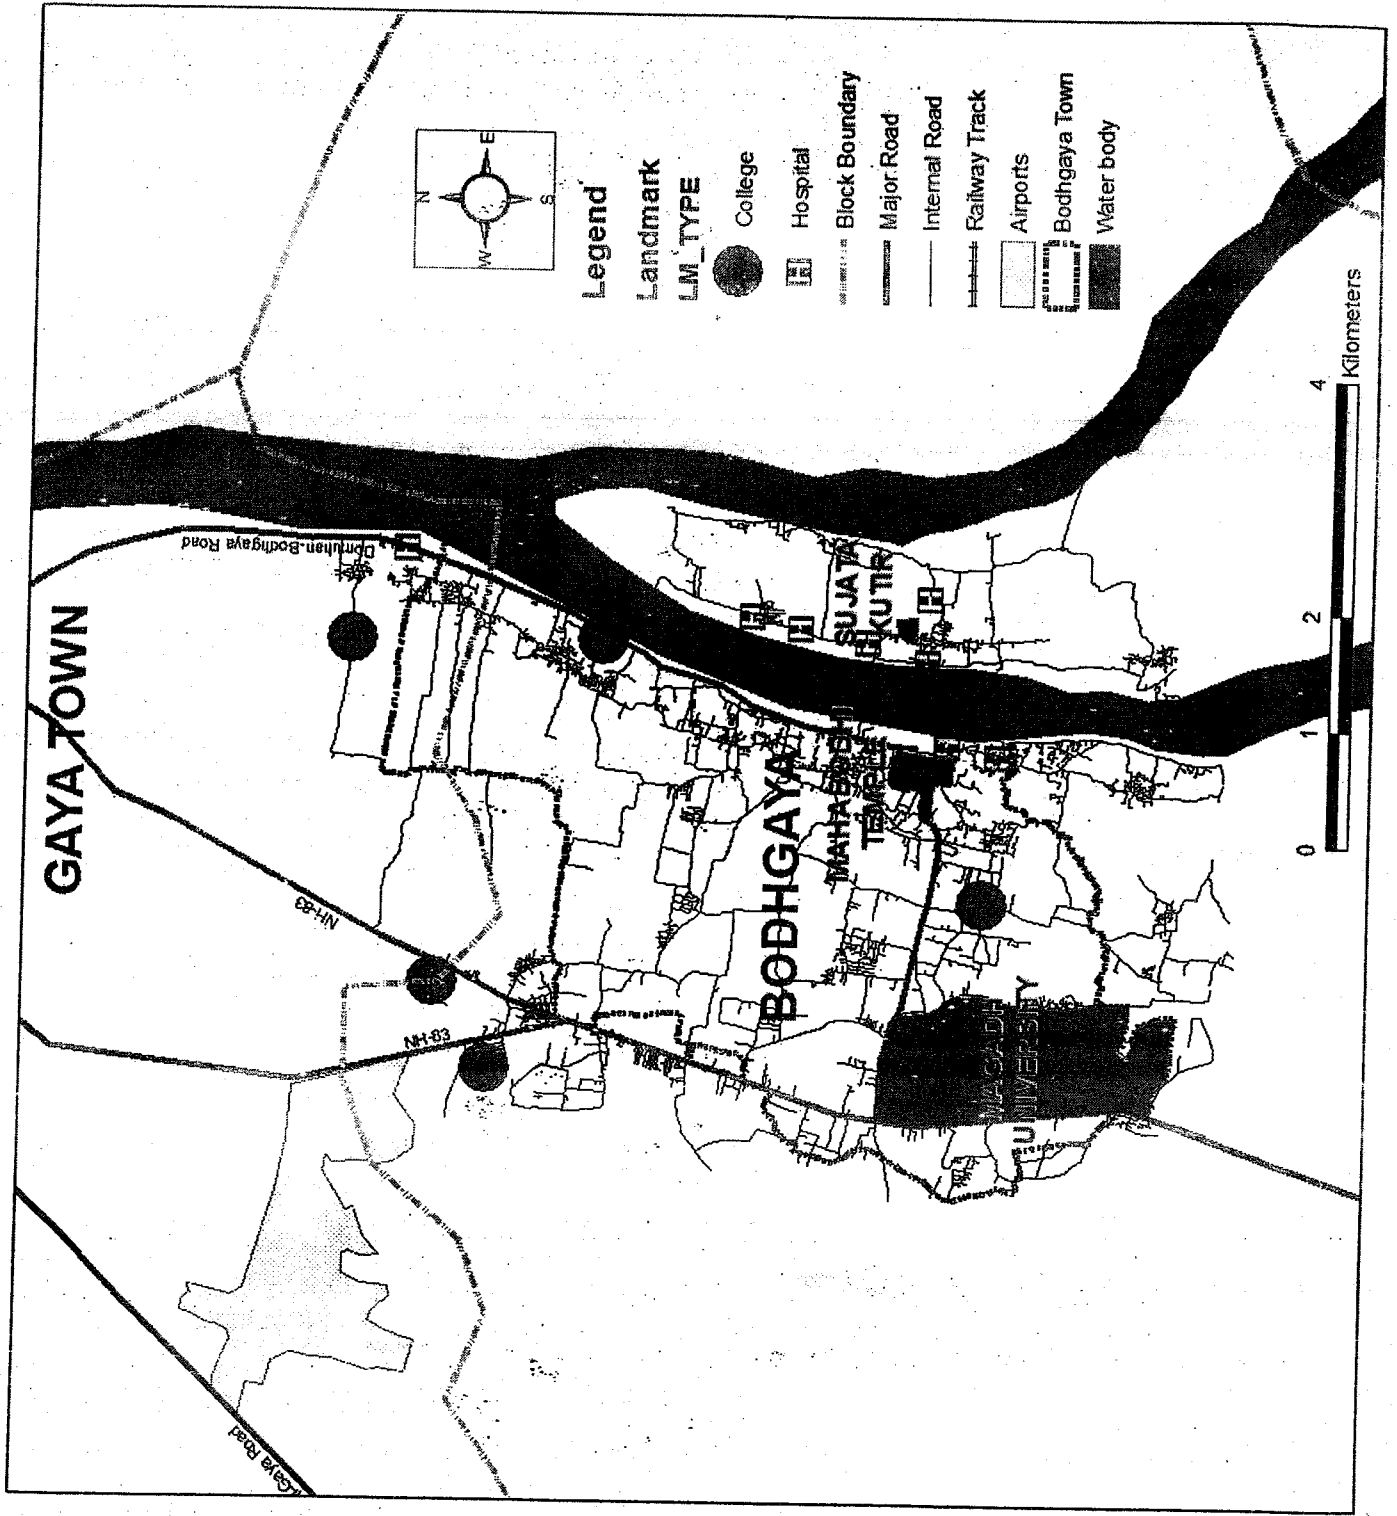 GAYA TOWN
N
W
E
S
Legend
Landmark
LM_TYPE
College
Hospital
Block Boundary
Major Road
Internal Road
Railway Track
Airports
Bodhgaya Town
Water body
Domuhan-Bodhgaya Road
NH-83
NH-83
Gaya Road
BODHGAYA
SUJATA
KUTIR
MAHABODHI
TEMPLE
MAGADH
UNIVERSITY
0
1
2
4
Kilometers